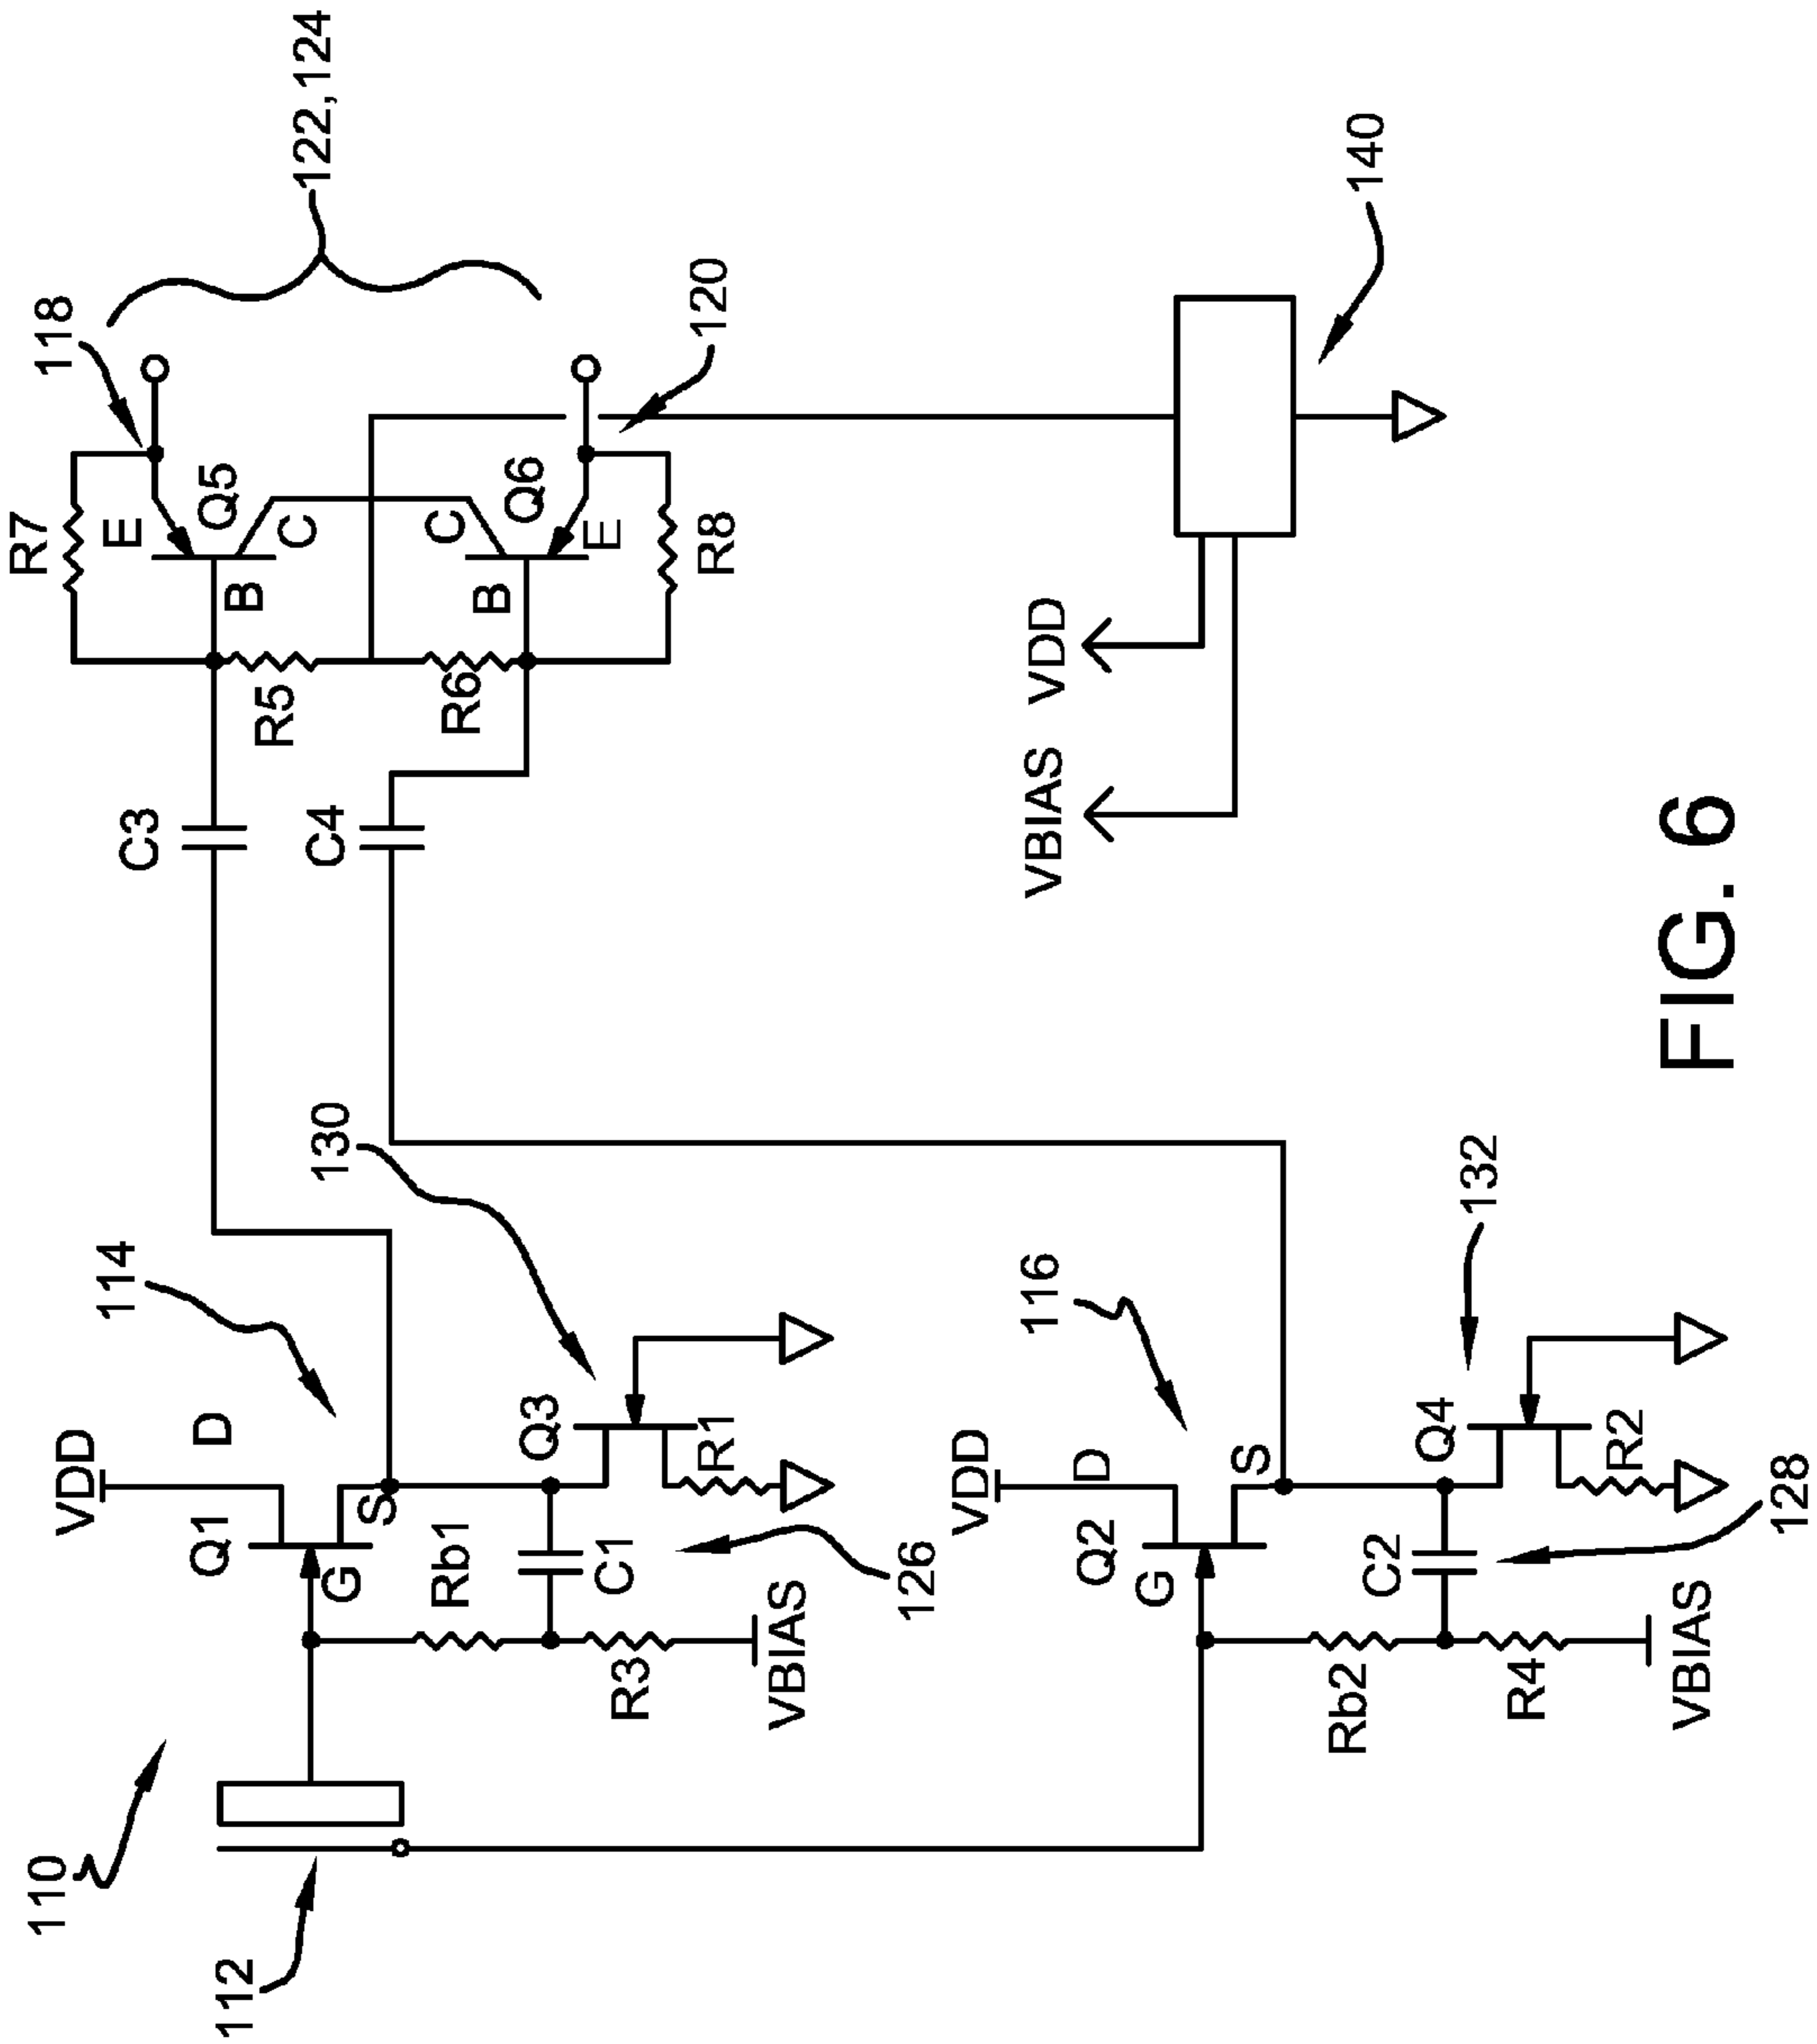 110
112
114
VDD
D
Q1
G
S
Rb1
C1
126
R3
VBIAS
Q3
130
R1
116
VDD
D
Q2
G
S
Rb2
C2
128
R4
VBIAS
Q4
132
R2
C3
C4
R7
118
122,124
E
Q5
B
C
R5
R6
C
B
Q6
E
120
R8
VBIAS
VDD
140
FIG. 6